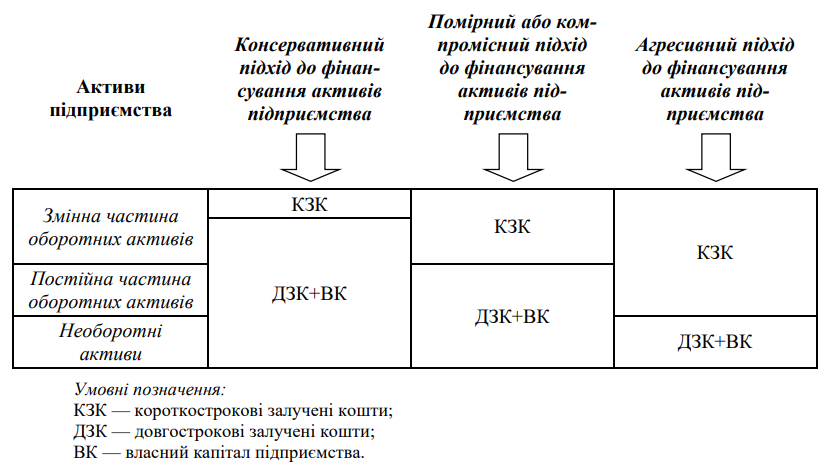 Активи
підприємства
Консервативний
підхід до фінан-
сування активів
підприємства
Помірний або ком-
промісний підхід
до фінансування
активів під-
приємства
Агресивний підхід
до фінансування
активів під-
приємства
Змінна частина
оборотних активів
Постійна частина
оборотних активів
Необоротні
активи
КЗК
ДЗК+ВК
КЗК
ДЗК+ВК
КЗК
ДЗК+ВК
Умовні позначення:
КЗК — короткострокові залучені кошти;
ДЗК — довгострокові залучені кошти;
ВК — власний капітал підприємства.